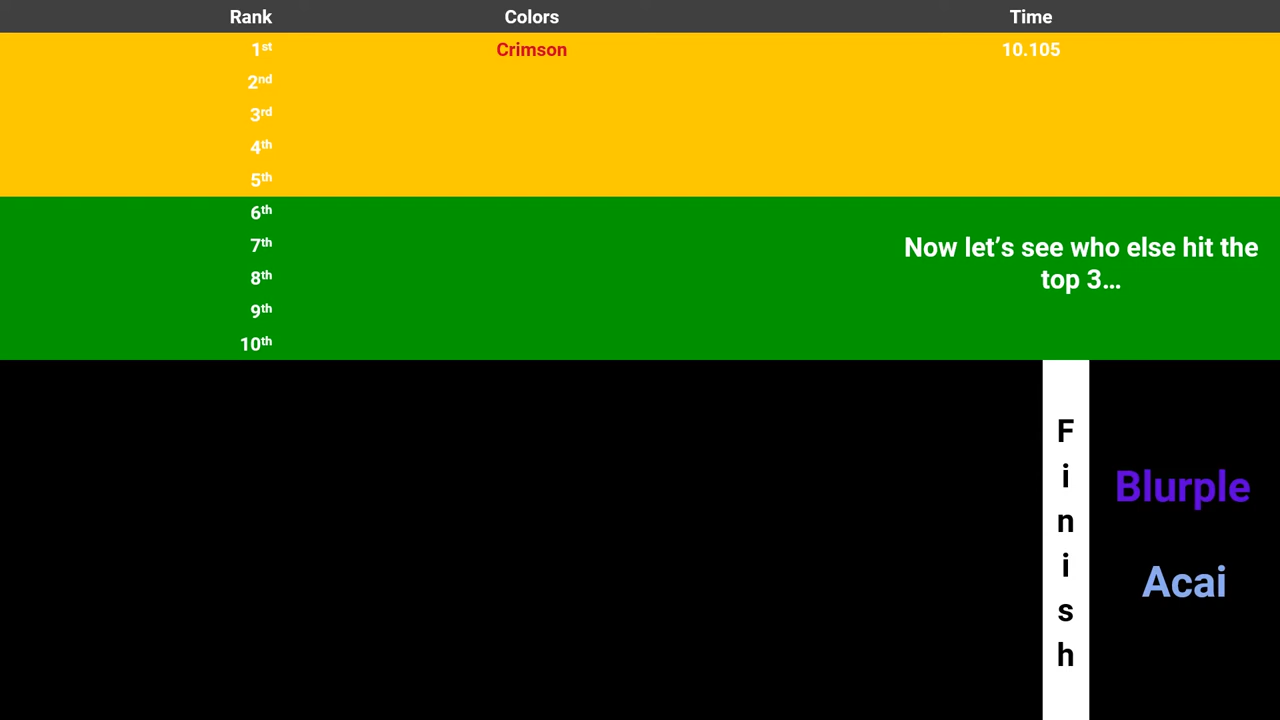 Rank Colors Time
1st Crimson 10.105
2nd
3rd
4th
5th
6th
7th
8th
9th
10th
Now let’s see who else hit the
top 3…
F
i
n
i
s
h
Blurple
Acai